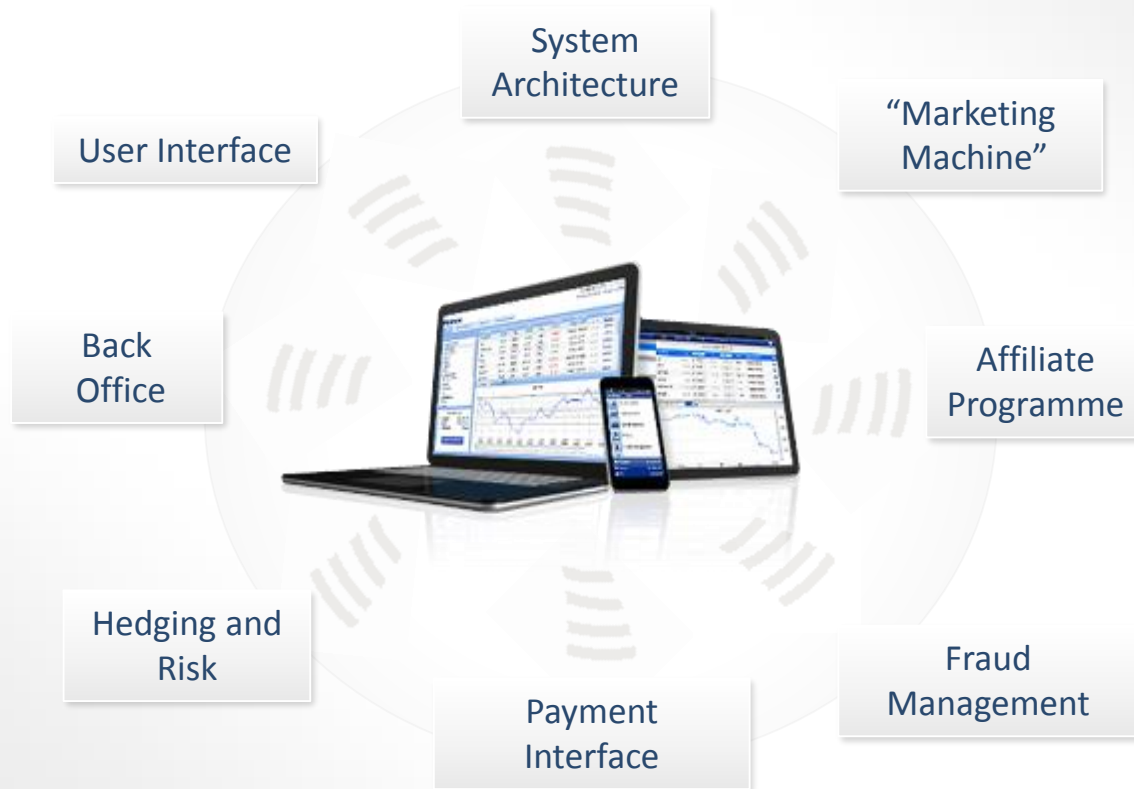 System
Architecture
“Marketing
Machine”
User Interface
Back
Office
Affiliate
Programme
Hedging and
Risk
Fraud
Management
Payment
Interface